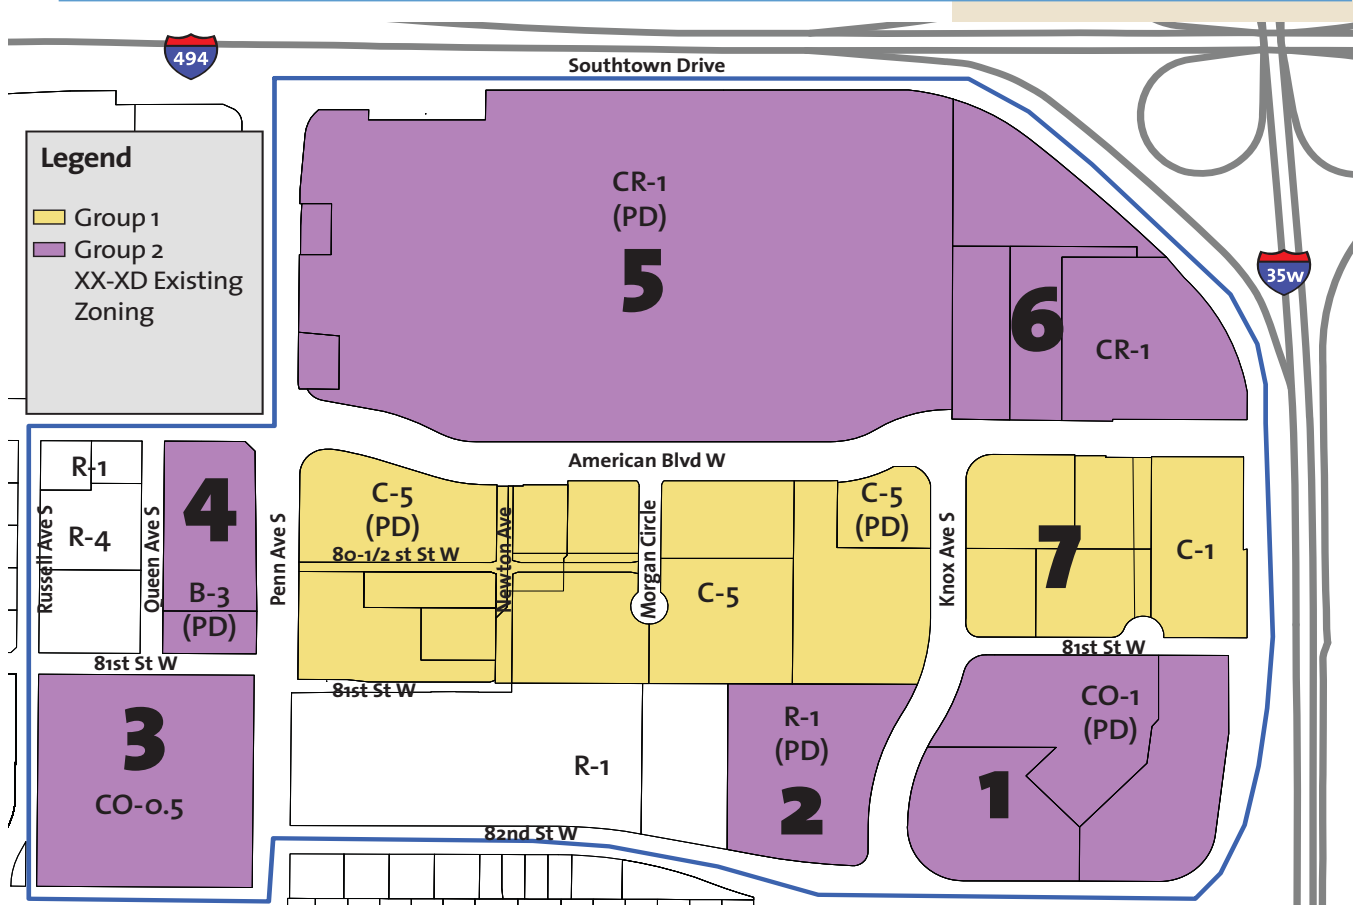 494
Southtown Drive
Legend
Group 1
Group 2
XX-XD Existing
Zoning
CR-1
(PD)
5
6
CR-1
35W
American Blvd W
R-1
R-4
Russell Ave S
Queen Ave S
4
B-3
(PD)
Penn Ave S
C-5
(PD)
80-1/2 st St W
Newton Ave
Morgan Circle
C-5
C-5
(PD)
Knox Ave S
7
C-1
81st St W
81st St W
81st St W
3
CO-0.5
R-1
82nd St W
R-1
(PD)
2
CO-1
(PD)
1